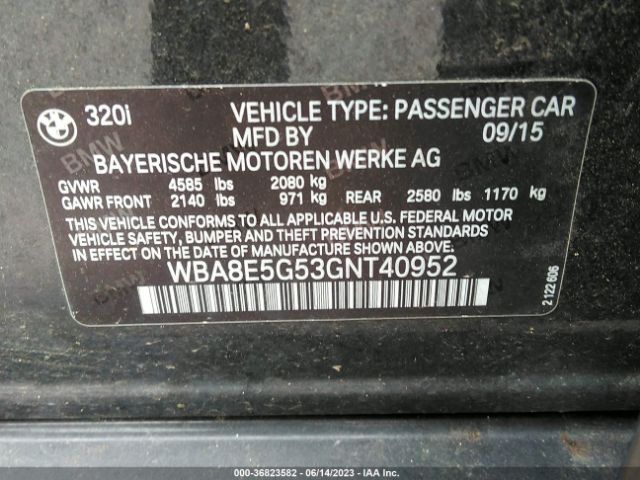 BMW
320i
VEHICLE TYPE: PASSENGER CAR
MFD BY
09/15
BAYERISCHE MOTOREN WERKE AG
GVWR 4585 lbs 2080 kg
GAWR FRONT 2140 lbs 971 kg REAR 2580 lbs 1170 kg
THIS VEHICLE CONFORMS TO ALL APPLICABLE U.S. FEDERAL MOTOR
VEHICLE SAFETY, BUMPER AND THEFT PREVENTION STANDARDS
IN EFFECT ON THE DATE OF MANUFACTURE SHOWN ABOVE.
WBA8E5G53GNT40952
2 122 606
© - 36823582 - 06/14/2023 - IAA Inc.